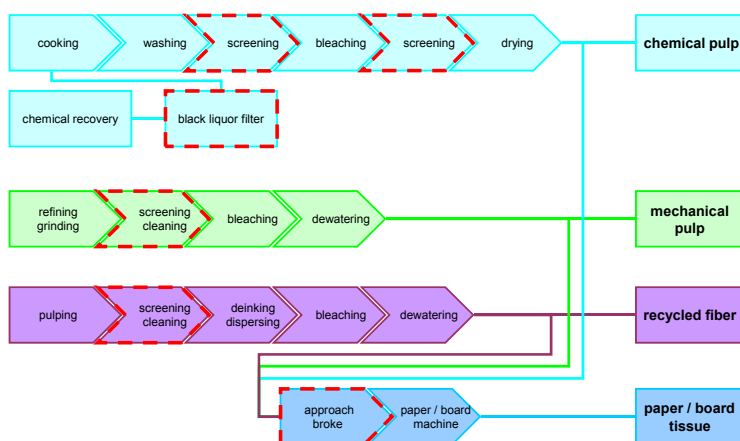 cooking
washing
screening
bleaching
screening
drying
chemical pulp
chemical recovery
black liquor filter
refining
grinding
screening
cleaning
bleaching
dewatering
mechanical
pulp
pulping
screening
cleaning
deinking
dispersing
bleaching
dewatering
recycled fiber
approach
broke
paper / board
machine
paper / board
tissue